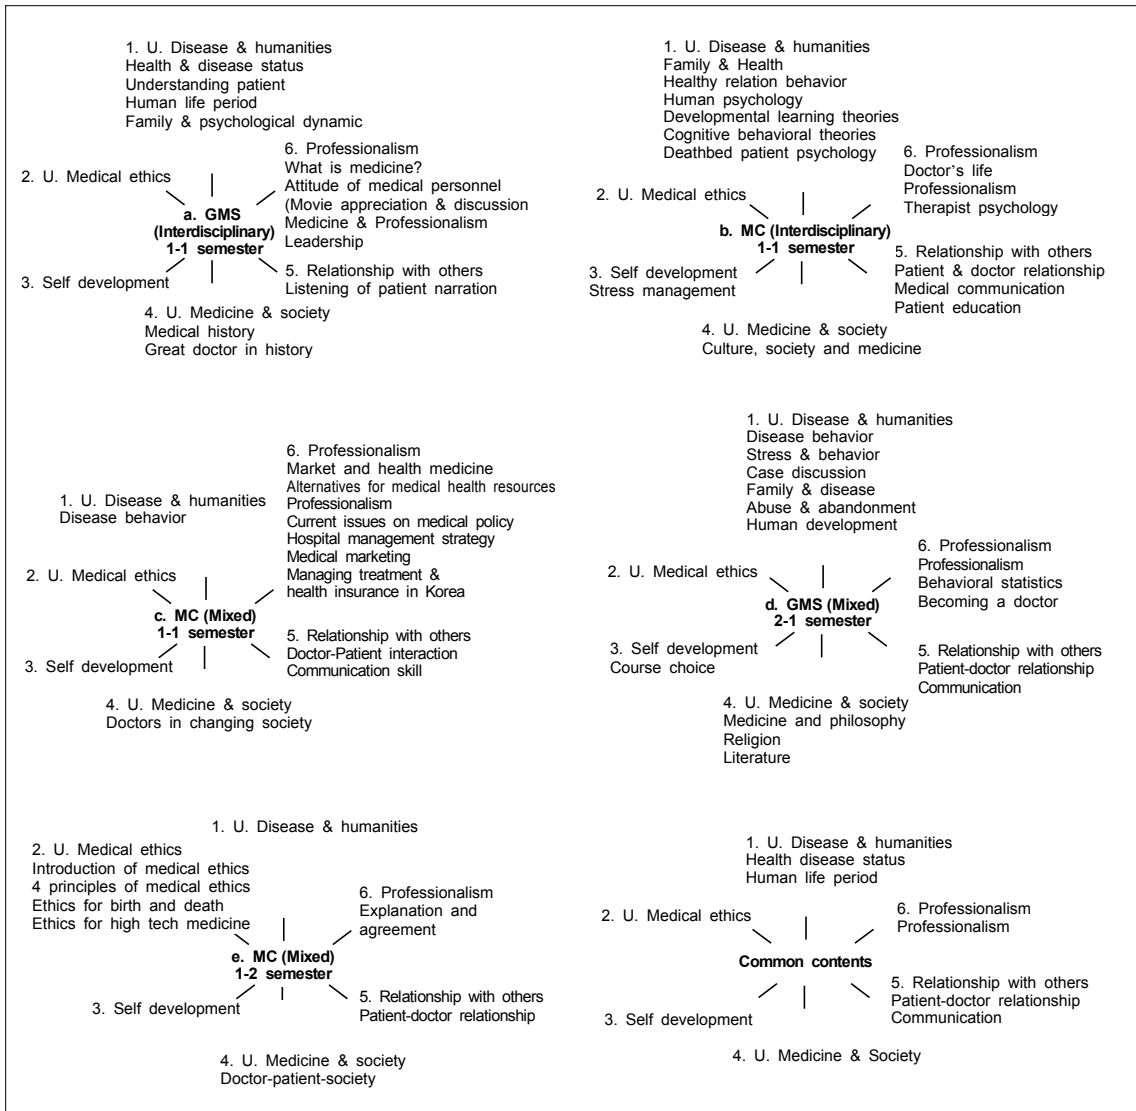 1. U. Disease & humanities
Health & disease status
Understanding patient
Human life period
Family & psychological dynamic
6. Professionalism
What is medicine?
Attitude of medical personnel
(Movie appreciation & discussion
Medicine & Professionalism
Leadership
2. U. Medical ethics
a. GMS
(Interdisciplinary)
1-1 semester
3. Self development
5. Relationship with others
Listening of patient narration
4. U. Medicine & society
Medical history
Great doctor in history
1. U. Disease & humanities
Family & Health
Healthy relation behavior
Human psychology
Developmental learning theories
Cognitive behavioral theories
Deathbed patient psychology
6. Professionalism
Doctor's life
Professionalism
Therapist psychology
2. U. Medical ethics
b. MC (Interdisciplinary)
1-1 semester
3. Self development
Stress management
5. Relationship with others
Patient & doctor relationship
Medical communication
Patient education
4. U. Medicine & society
Culture, society and medicine
6. Professionalism
Market and health medicine
Alternatives for medical health resources
Professionalism
Current issues on medical policy
Hospital management strategy
Medical marketing
Managing treatment &
health insurance in Korea
1. U. Disease & humanities
Disease behavior
2. U. Medical ethics
c. MC (Mixed)
1-1 semester
3. Self development
5. Relationship with others
Doctor-Patient interaction
Communication skill
4. U. Medicine & society
Doctors in changing society
1. U. Disease & humanities
Disease behavior
Stress & behavior
Case discussion
Family & disease
Abuse & abandonment
Human development
6. Professionalism
Professionalism
Behavioral statistics
Becoming a doctor
2. U. Medical ethics
d. GMS (Mixed)
2-1 semester
3. Self development
Course choice
5. Relationship with others
Patient-doctor relationship
Communication
4. U. Medicine & society
Medicine and philosophy
Religion
Literature
1. U. Disease & humanities
2. U. Medical ethics
Introduction of medical ethics
4 principles of medical ethics
Ethics for birth and death
Ethics for high tech medicine
6. Professionalism
Explanation and
agreement
e. MC (Mixed)
1-2 semester
3. Self development
5. Relationship with others
Patient-doctor relationship
4. U. Medicine & society
Doctor-patient-society
1. U. Disease & humanities
Health disease status
Human life period
2. U. Medical ethics
6. Professionalism
Professionalism
Common contents
3. Self development
5. Relationship with others
Patient-doctor relationship
Communication
4. U. Medicine & Society